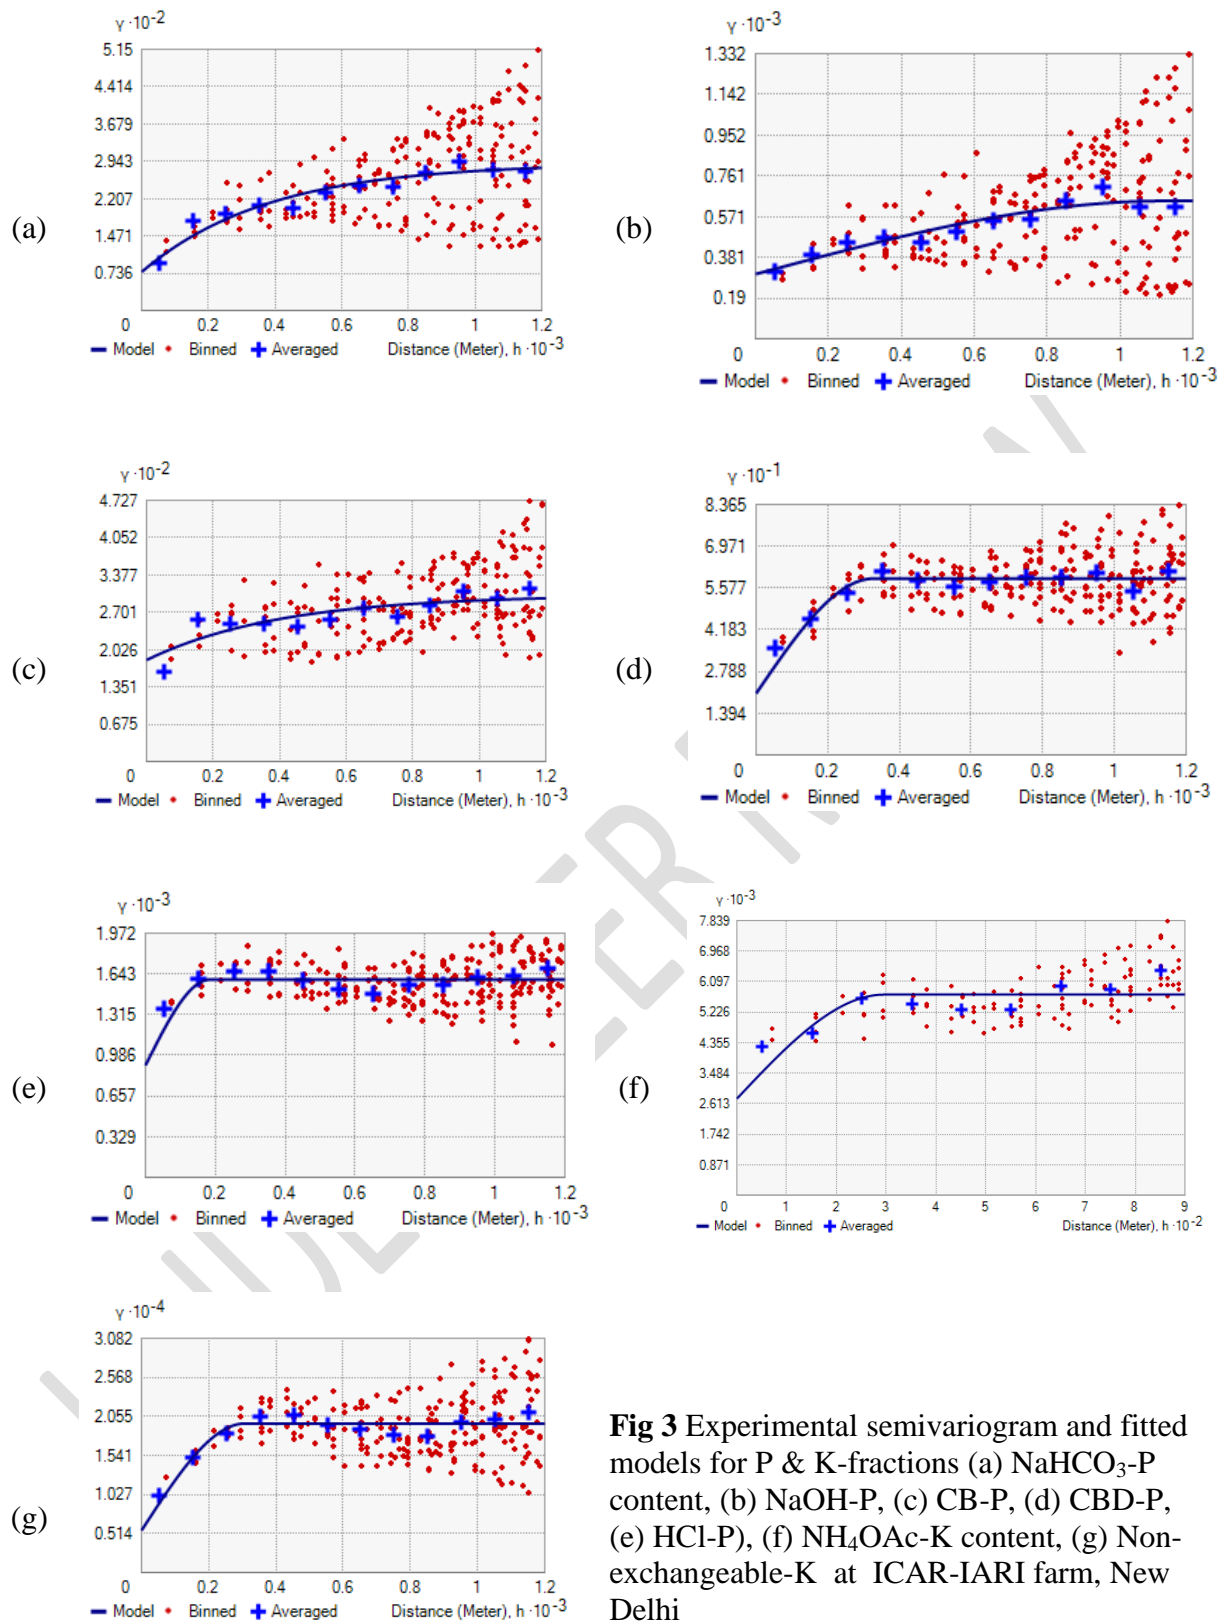 γ ·10⁻²
5.15
4.414
3.679
2.943
2.207
1.471
0.736
0 0.2 0.4 0.6 0.8 1 1.2
Model Binned Averaged Distance (Meter), h ·10⁻³
(a)
γ ·10⁻³
1.332
1.142
0.952
0.761
0.571
0.381
0.19
0 0.2 0.4 0.6 0.8 1 1.2
Model Binned Averaged Distance (Meter), h ·10⁻³
(b)
γ ·10⁻²
4.727
4.052
3.377
2.701
2.026
1.351
0.675
0 0.2 0.4 0.6 0.8 1 1.2
Model Binned Averaged Distance (Meter), h ·10⁻³
(c)
γ ·10⁻¹
8.365
6.971
5.577
4.183
2.788
1.394
0 0.2 0.4 0.6 0.8 1 1.2
Model Binned Averaged Distance (Meter), h ·10⁻³
(d)
γ ·10⁻³
1.972
1.643
1.315
0.986
0.657
0.329
0 0.2 0.4 0.6 0.8 1 1.2
Model Binned Averaged Distance (Meter), h ·10⁻³
(e)
γ ·10⁻³
7.839
6.968
6.097
5.226
4.355
3.484
2.613
1.742
0.871
0 1 2 3 4 5 6 7 8 9
Model Binned Averaged Distance (Meter), h ·10⁻²
(f)
γ ·10⁻⁴
3.082
2.568
2.055
1.541
1.027
0.514
0 0.2 0.4 0.6 0.8 1 1.2
Model Binned Averaged Distance (Meter), h ·10⁻³
(g)
Fig 3 Experimental semivariogram and fitted
models for P & K-fractions (a) NaHCO₃-P
content, (b) NaOH-P, (c) CB-P, (d) CBD-P,
(e) HCl-P), (f) NH₄OAc-K content, (g) Non-
exchangeable-K at ICAR-IARI farm, New
Delhi